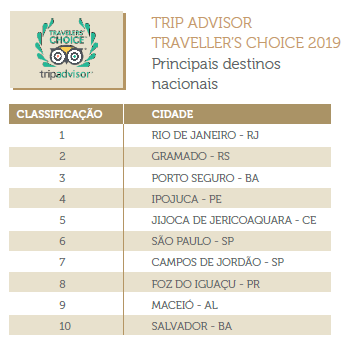 TRAVELLERS'
CHOICE
tripadvisor
TRIP ADVISOR
TRAVELLER'S CHOICE 2019
Principais destinos
nacionais
CLASSIFICAÇÃO CIDADE
1 RIO DE JANEIRO - RJ
2 GRAMADO - RS
3 PORTO SEGURO - BA
4 IPOJUCA - PE
5 JIJOCA DE JERICOAQUARA - CE
6 SÃO PAULO - SP
7 CAMPOS DE JORDÃO - SP
8 FOZ DO IGUAÇU - PR
9 MACEIÓ - AL
10 SALVADOR - BA